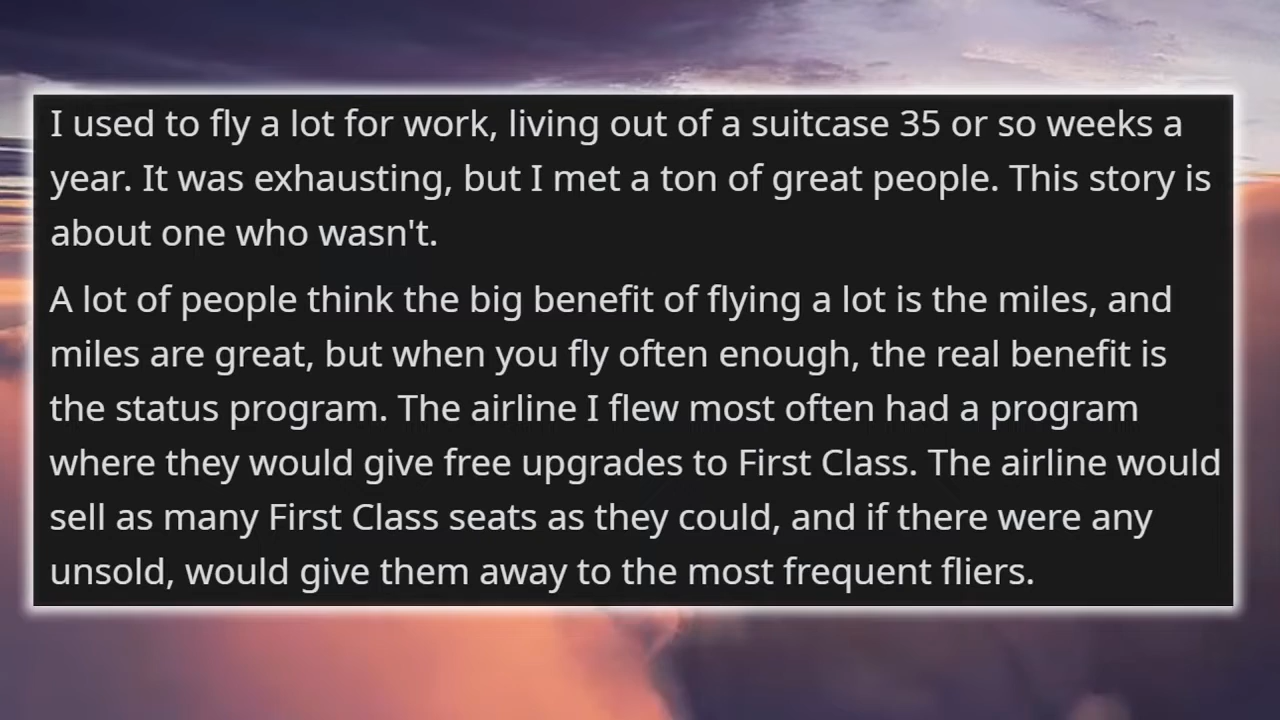 I used to fly a lot for work, living out of a suitcase 35 or so weeks a
year. It was exhausting, but I met a ton of great people. This story is
about one who wasn't.
A lot of people think the big benefit of flying a lot is the miles, and
miles are great, but when you fly often enough, the real benefit is
the status program. The airline I flew most often had a program
where they would give free upgrades to First Class. The airline would
sell as many First Class seats as they could, and if there were any
unsold, would give them away to the most frequent fliers.